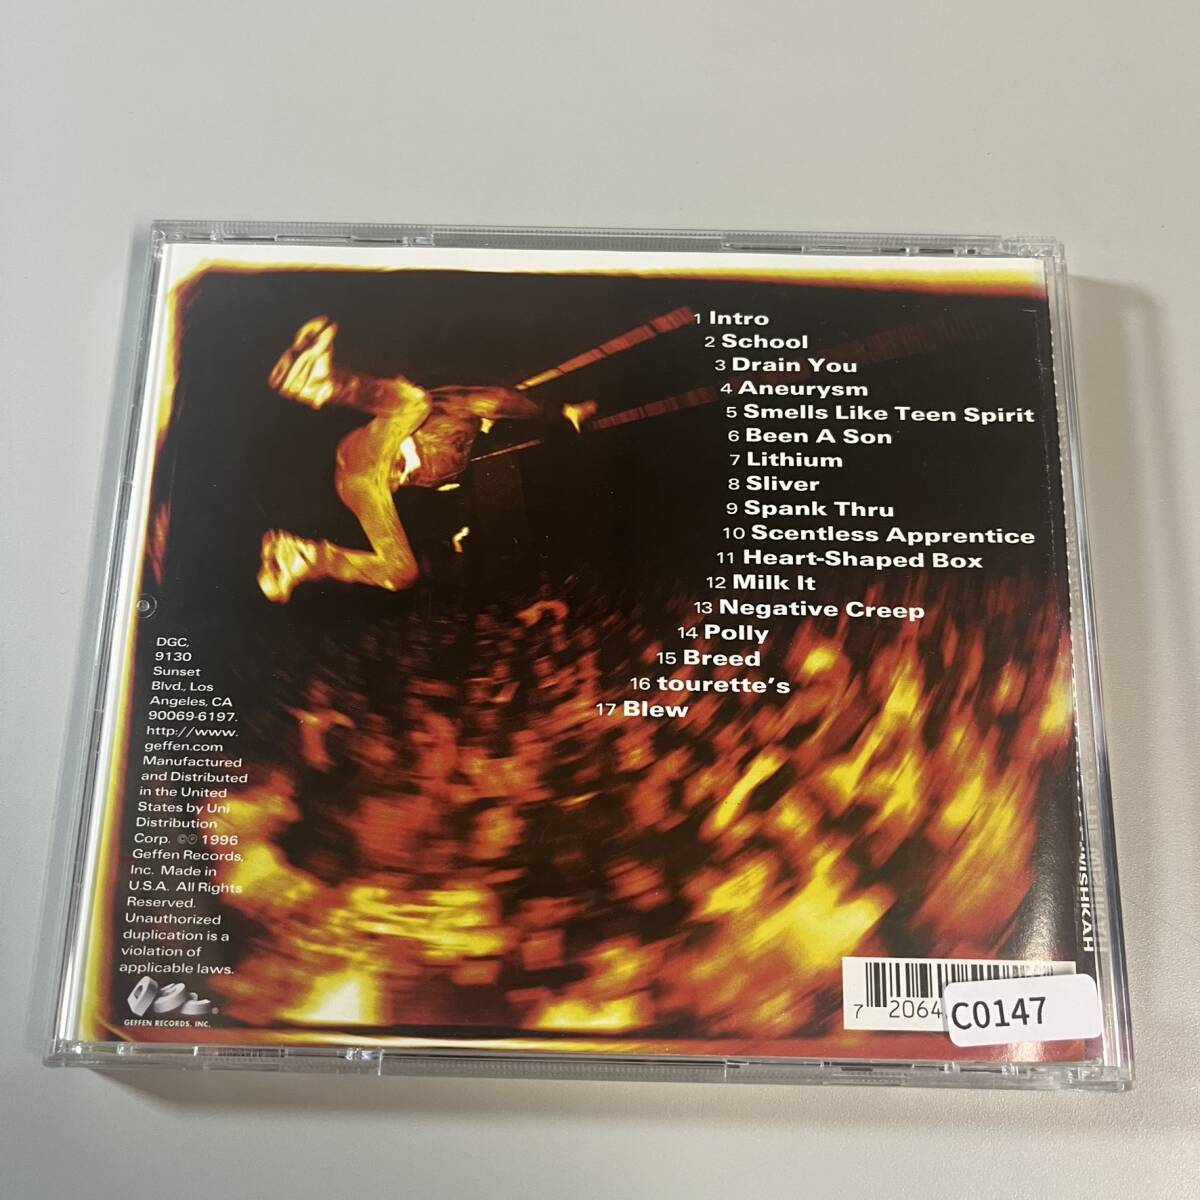 1 Intro
2 School
3 Drain You
4 Aneurysm
5 Smells Like Teen Spirit
6 Been A Son
7 Lithium
8 Sliver
9 Spank Thru
10 Scentless Apprentice
11 Heart-Shaped Box
12 Milk It
13 Negative Creep
14 Polly
15 Breed
16 tourette's
17 Blew
DGC,
9130
Sunset
Blvd., Los
Angeles, CA
90069-6197.
http://www.
geffen.com
Manufactured
and Distributed
in the United
States by Uni
Distribution
Corp. ©℗ 1996
Geffen Records,
Inc. Made in
U.S.A. All Rights
Reserved.
Unauthorized
duplication is a
violation of
applicable laws.
GEFFEN RECORDS, INC.
7 2064
C0147
WISHKAH